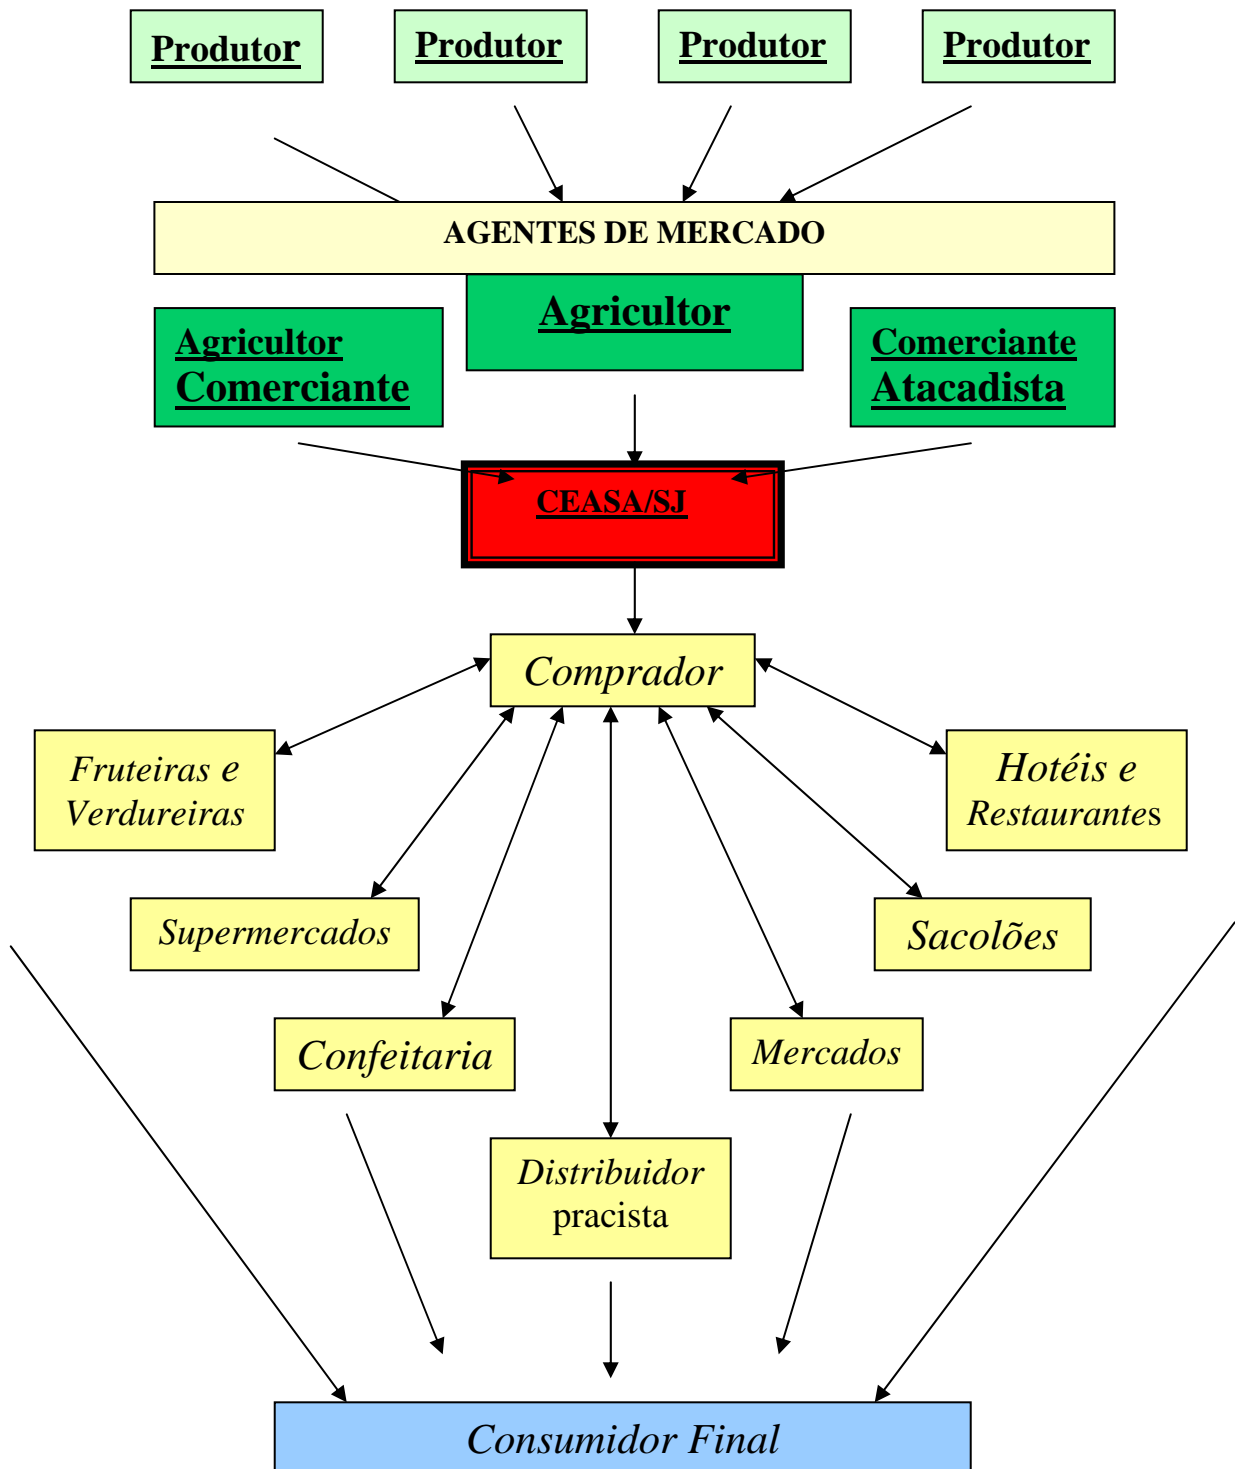 Produtor
Produtor
Produtor
Produtor
AGENTES DE MERCADO
Agricultor
Agricultor
Comerciante
Comerciante
Atacadista
CEASA/SJ
Comprador
Fruteiras e
Verdureiras
Hotéis e
Restaurantes
Supermercados
Sacolões
Confeitaria
Mercados
Distribuidor
pracista
Consumidor Final